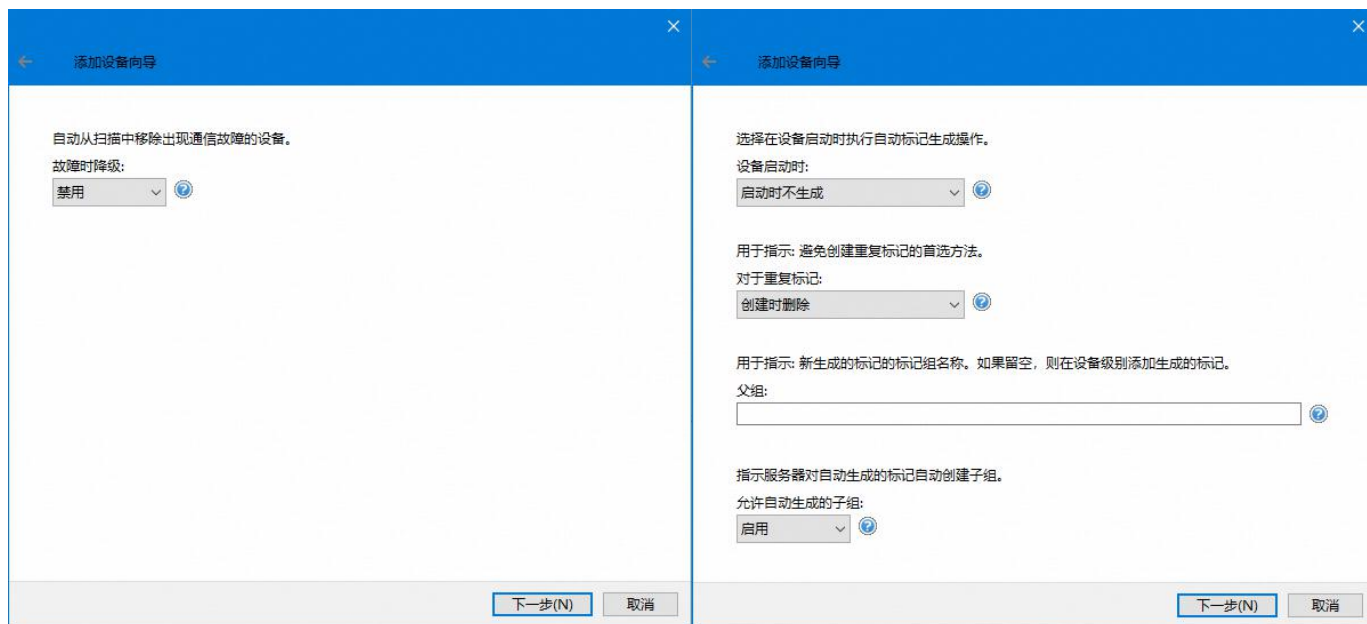 添加设备向导
自动从扫描中移除出现通信故障的设备。
故障时降级:
禁用
下一步(N)
取消
添加设备向导
选择在设备启动时执行自动标记生成操作。
设备启动时:
启动时不生成
用于指示: 避免创建重复标记的首选方法。
对于重复标记:
创建时删除
用于指示: 新生成的标记的标记组名称。如果留空，则在设备级别添加生成的标记。
父组:
指示服务器对自动生成的标记自动创建子组。
允许自动生成的子组:
启用
下一步(N)
取消